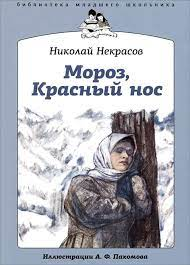 библиотека младшего школьника
Николай Некрасов
Мороз,
Красный нос
Иллюстрации А. Ф. Пахомова